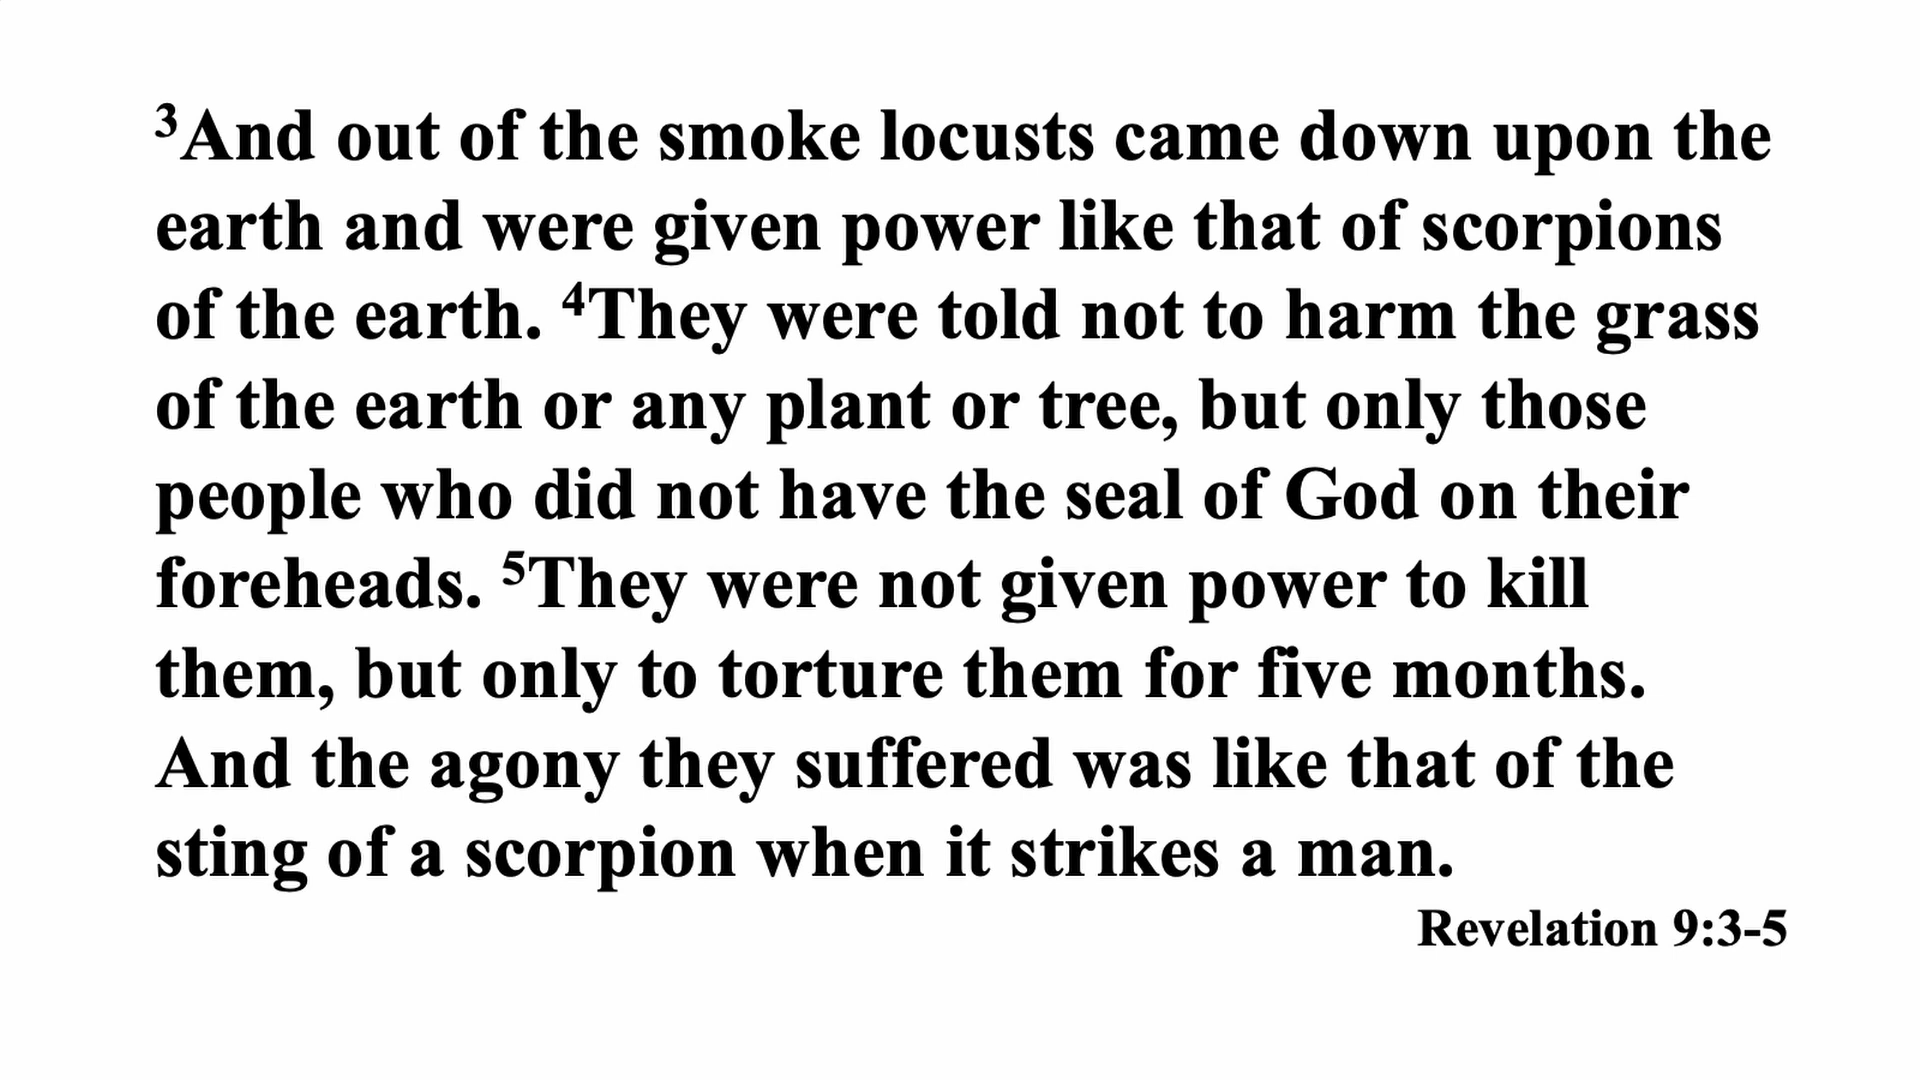 ³And out of the smoke locusts came down upon the
earth and were given power like that of scorpions
of the earth. ⁴They were told not to harm the grass
of the earth or any plant or tree, but only those
people who did not have the seal of God on their
foreheads. ⁵They were not given power to kill
them, but only to torture them for five months.
And the agony they suffered was like that of the
sting of a scorpion when it strikes a man.
Revelation 9:3-5